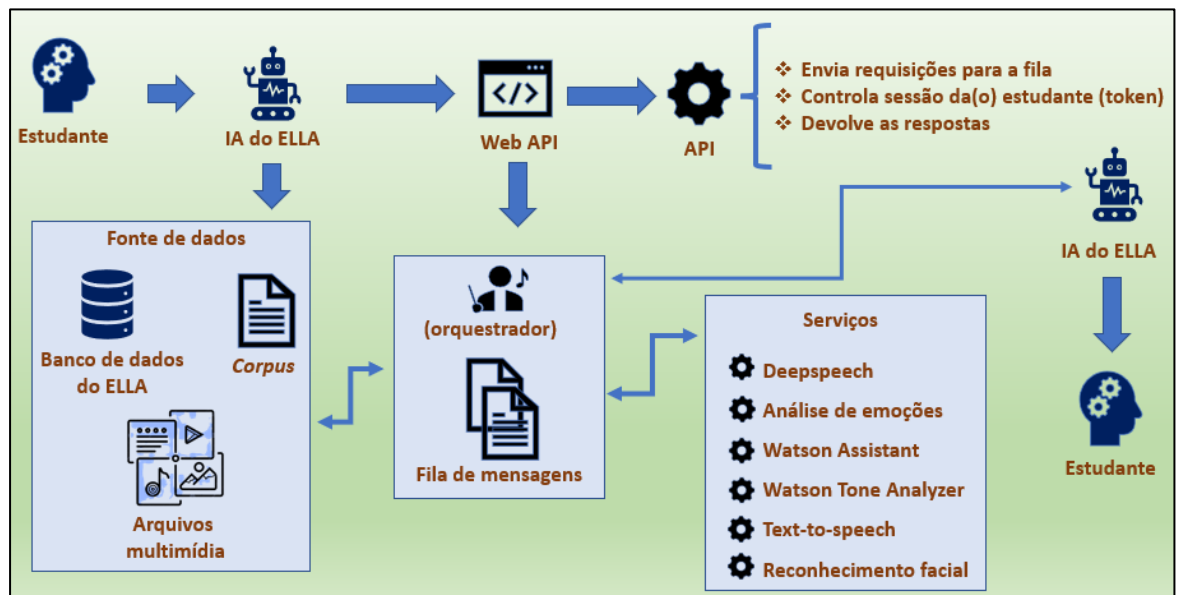 Estudante
IA do ELLA
Web API
API
❖ Envia requisições para a fila
❖ Controla sessão da(o) estudante (token)
❖ Devolve as respostas
IA do ELLA
Estudante
Fonte de dados
Banco de dados
do ELLA
Corpus
Arquivos
multimídia
(orquestrador)
Fila de mensagens
Serviços
Deepspeech
Análise de emoções
Watson Assistant
Watson Tone Analyzer
Text-to-speech
Reconhecimento facial